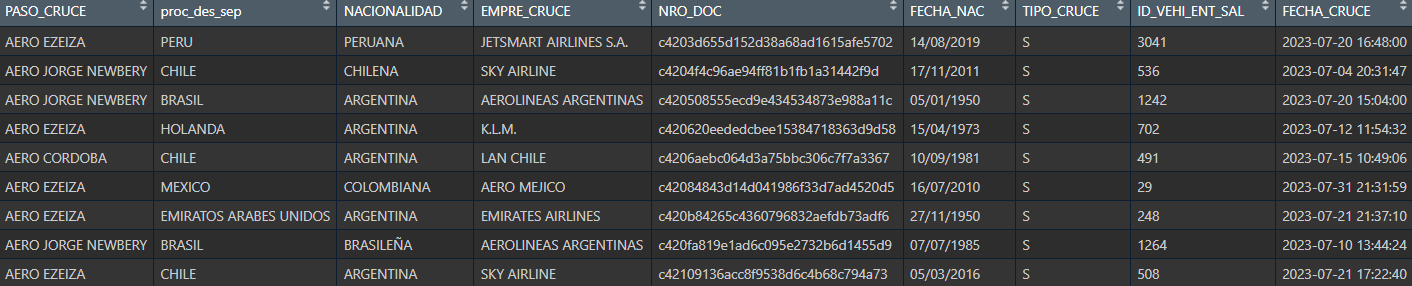 PASO_CRUCE proc_des_sep NACIONALIDAD EMPRE_CRUCE NRO_DOC FECHA_NAC TIPO_CRUCE ID_VEHI_ENT_SAL FECHA_CRUCE
AERO EZEIZA PERU PERUANA JETSMART AIRLINES S.A. c4203d655d152d38a68ad1615afe5702 14/08/2019 S 3041 2023-07-20 16:48:00
AERO JORGE NEWBERY CHILE CHILENA SKY AIRLINE c4204f4c96ae94ff81b1fb1a31442f9d 17/11/2011 S 536 2023-07-04 20:31:47
AERO JORGE NEWBERY BRASIL ARGENTINA AEROLINEAS ARGENTINAS c420508555ecd9e434534873e988a11c 05/01/1950 S 1242 2023-07-20 15:04:00
AERO EZEIZA HOLANDA ARGENTINA K.L.M. c420620eededcbee15384718363d9d58 15/04/1973 S 702 2023-07-12 11:54:32
AERO CORDOBA CHILE ARGENTINA LAN CHILE c4206aebc064d3a75bbc306c7f7a3367 10/09/1981 S 491 2023-07-15 10:49:06
AERO EZEIZA MEXICO COLOMBIANA AERO MEJICO c42084843d14d041986f33d7ad4520d5 16/07/2010 S 29 2023-07-31 21:31:59
AERO EZEIZA EMIRATOS ARABES UNIDOS ARGENTINA EMIRATES AIRLINES c420b84265c4360796832aefdb73adf6 27/11/1950 S 248 2023-07-21 21:37:10
AERO JORGE NEWBERY BRASIL BRASILEÑA AEROLINEAS ARGENTINAS c420fa819e1ad6c095e2732b6d1455d9 07/07/1985 S 1264 2023-07-10 13:44:24
AERO EZEIZA CHILE ARGENTINA SKY AIRLINE c42109136acc8f9538d6c4b68c794a73 05/03/2016 S 508 2023-07-21 17:22:40